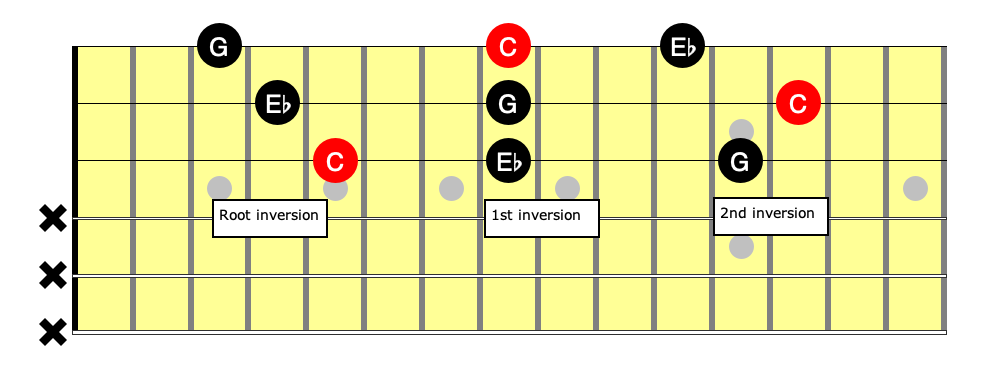 G C E♭
E♭ G C
C E♭ G
Root inversion 1st inversion 2nd inversion